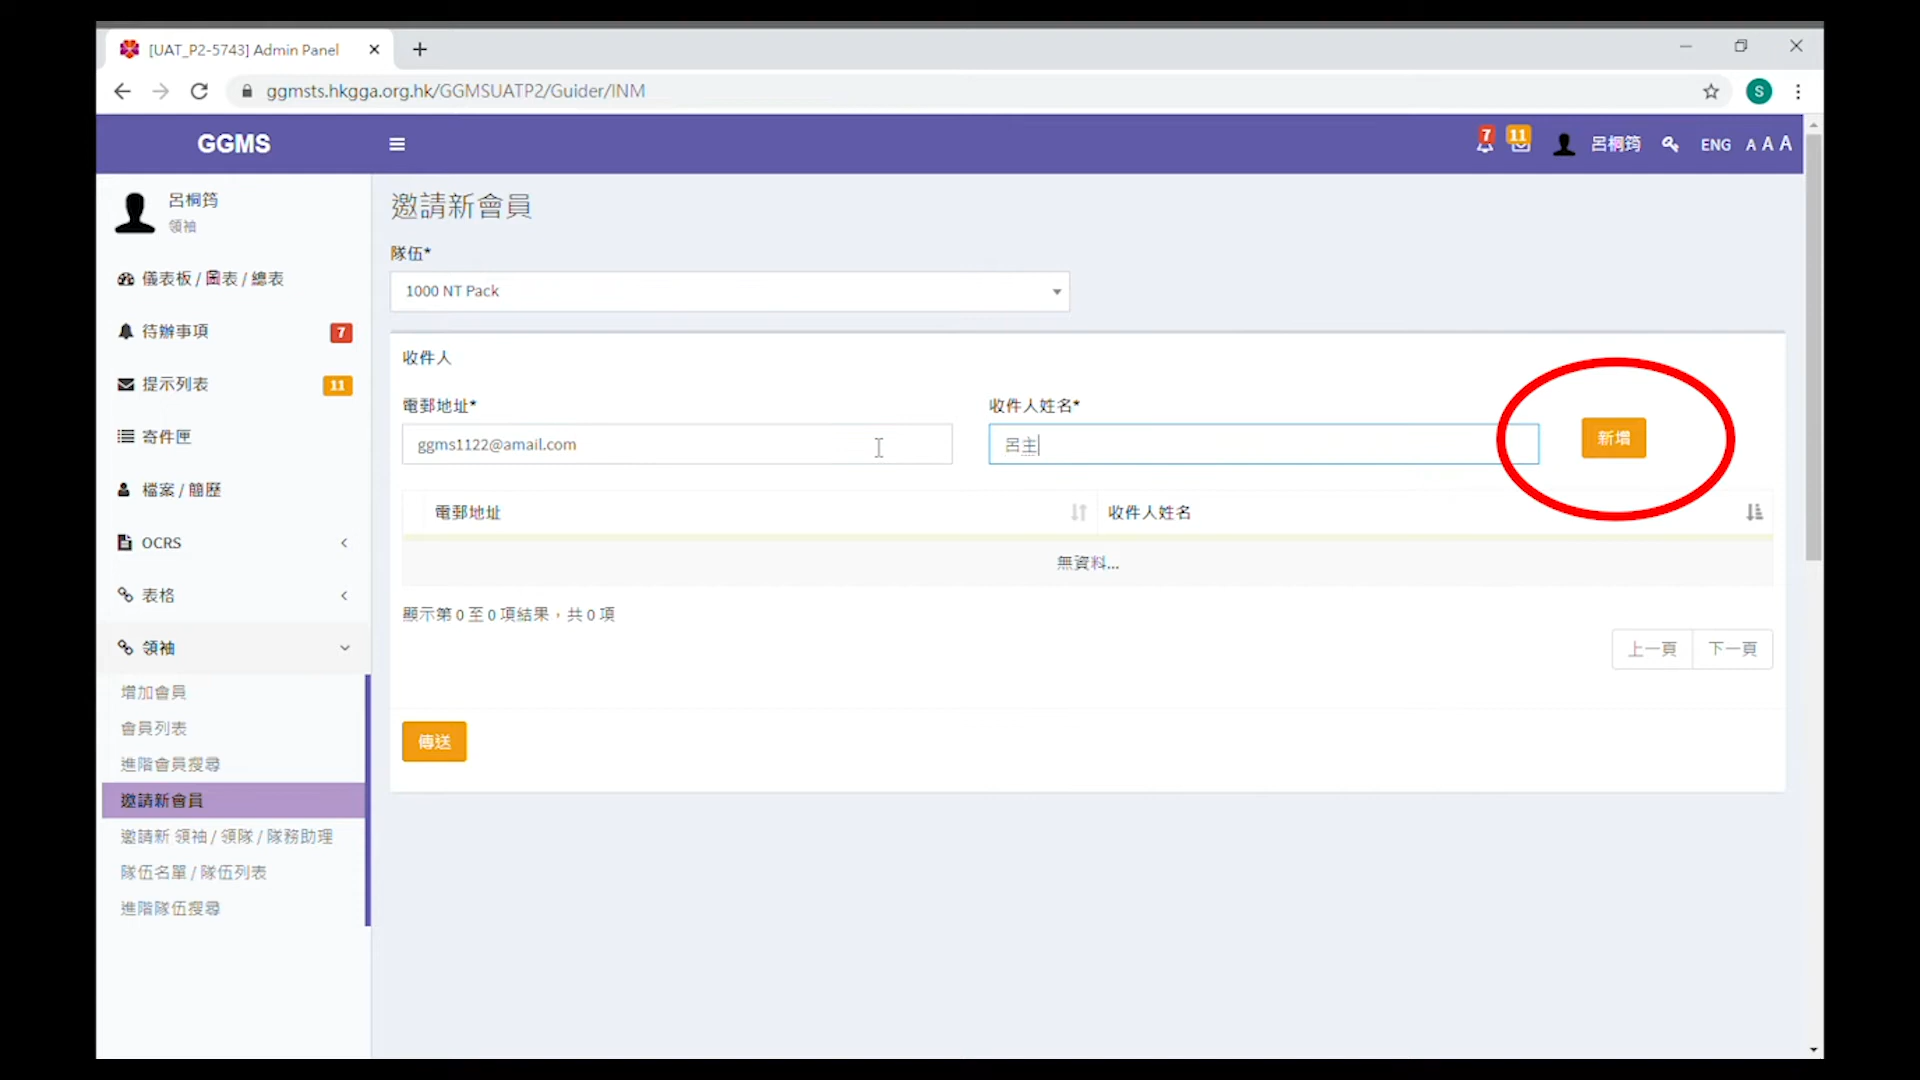 [UAT_P2-5743] Admin Panel
ggmsts.hkgga.org.hk/GGMSUATP2/Guider/INM
S
GGMS
7
11
呂桐筠
ENG A A A
呂桐筠
領袖
儀表板 / 圖表 / 總表
待辦事項
7
提示列表
11
寄件匣
檔案 / 簡歷
OCRS
表格
領袖
增加會員
會員列表
進階會員搜尋
邀請新會員
邀請新 領袖 / 領隊 / 隊務助理
隊伍名單 / 隊伍列表
進階隊伍搜尋
邀請新會員
隊伍*
1000 NT Pack
收件人
電郵地址*
收件人姓名*
ggms1122@amail.com
呂主
新增
電郵地址
收件人姓名
無資料...
顯示第 0 至 0 項結果，共 0 項
上一頁
下一頁
傳送